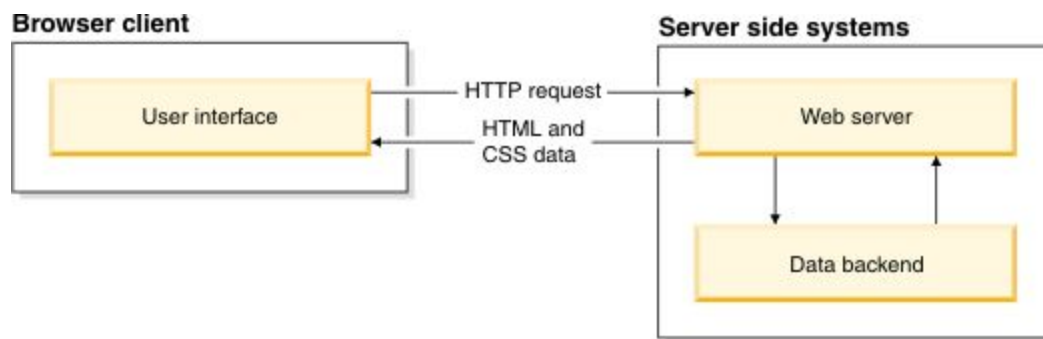 Browser client
Server side systems
User interface
HTTP request
Web server
HTML and
CSS data
Data backend